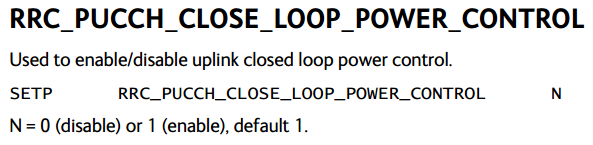 RRC_PUCCH_CLOSE_LOOP_POWER_CONTROL
Used to enable/disable uplink closed loop power control.
SETP RRC_PUCCH_CLOSE_LOOP_POWER_CONTROL N
N = 0 (disable) or 1 (enable), default 1.